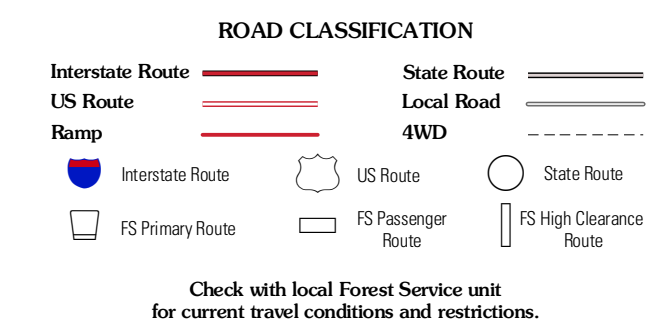 ROAD CLASSIFICATION
Interstate Route
State Route
US Route
Local Road
Ramp
4WD
Interstate Route
US Route
State Route
FS Primary Route
FS Passenger
Route
FS High Clearance
Route
Check with local Forest Service unit
for current travel conditions and restrictions.